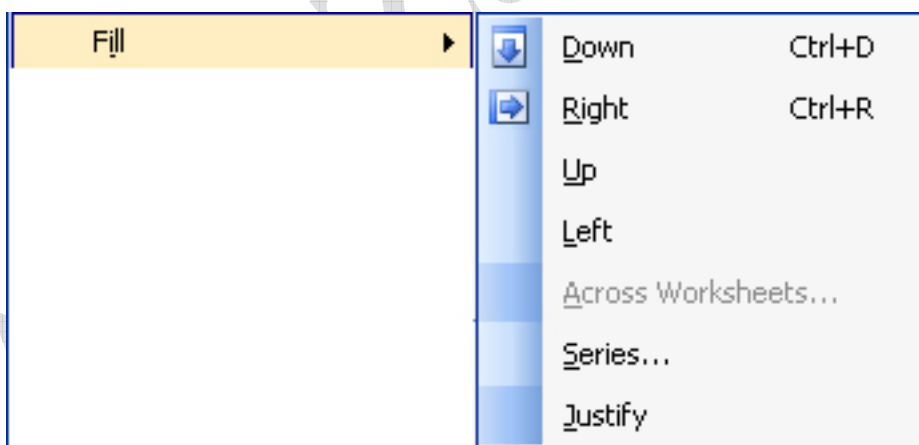 Fill
Down Ctrl+D
Right Ctrl+R
Up
Left
Across Worksheets...
Series...
Justify